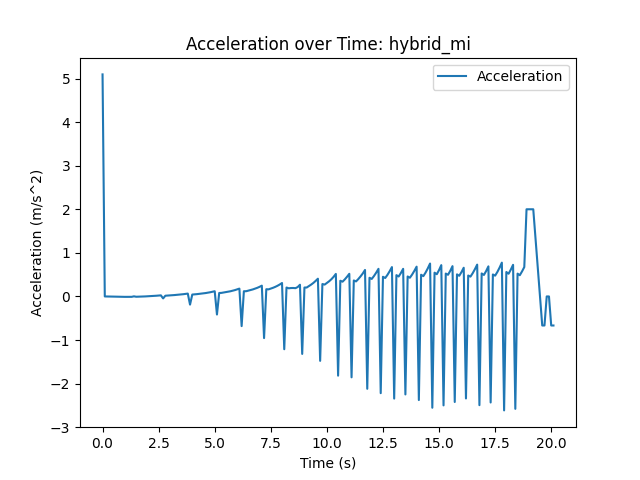 Acceleration over Time: hybrid_mi
Acceleration
Acceleration (m/s^2)
5
4
3
2
1
0
−1
−2
−3
0.0 2.5 5.0 7.5 10.0 12.5 15.0 17.5 20.0
Time (s)